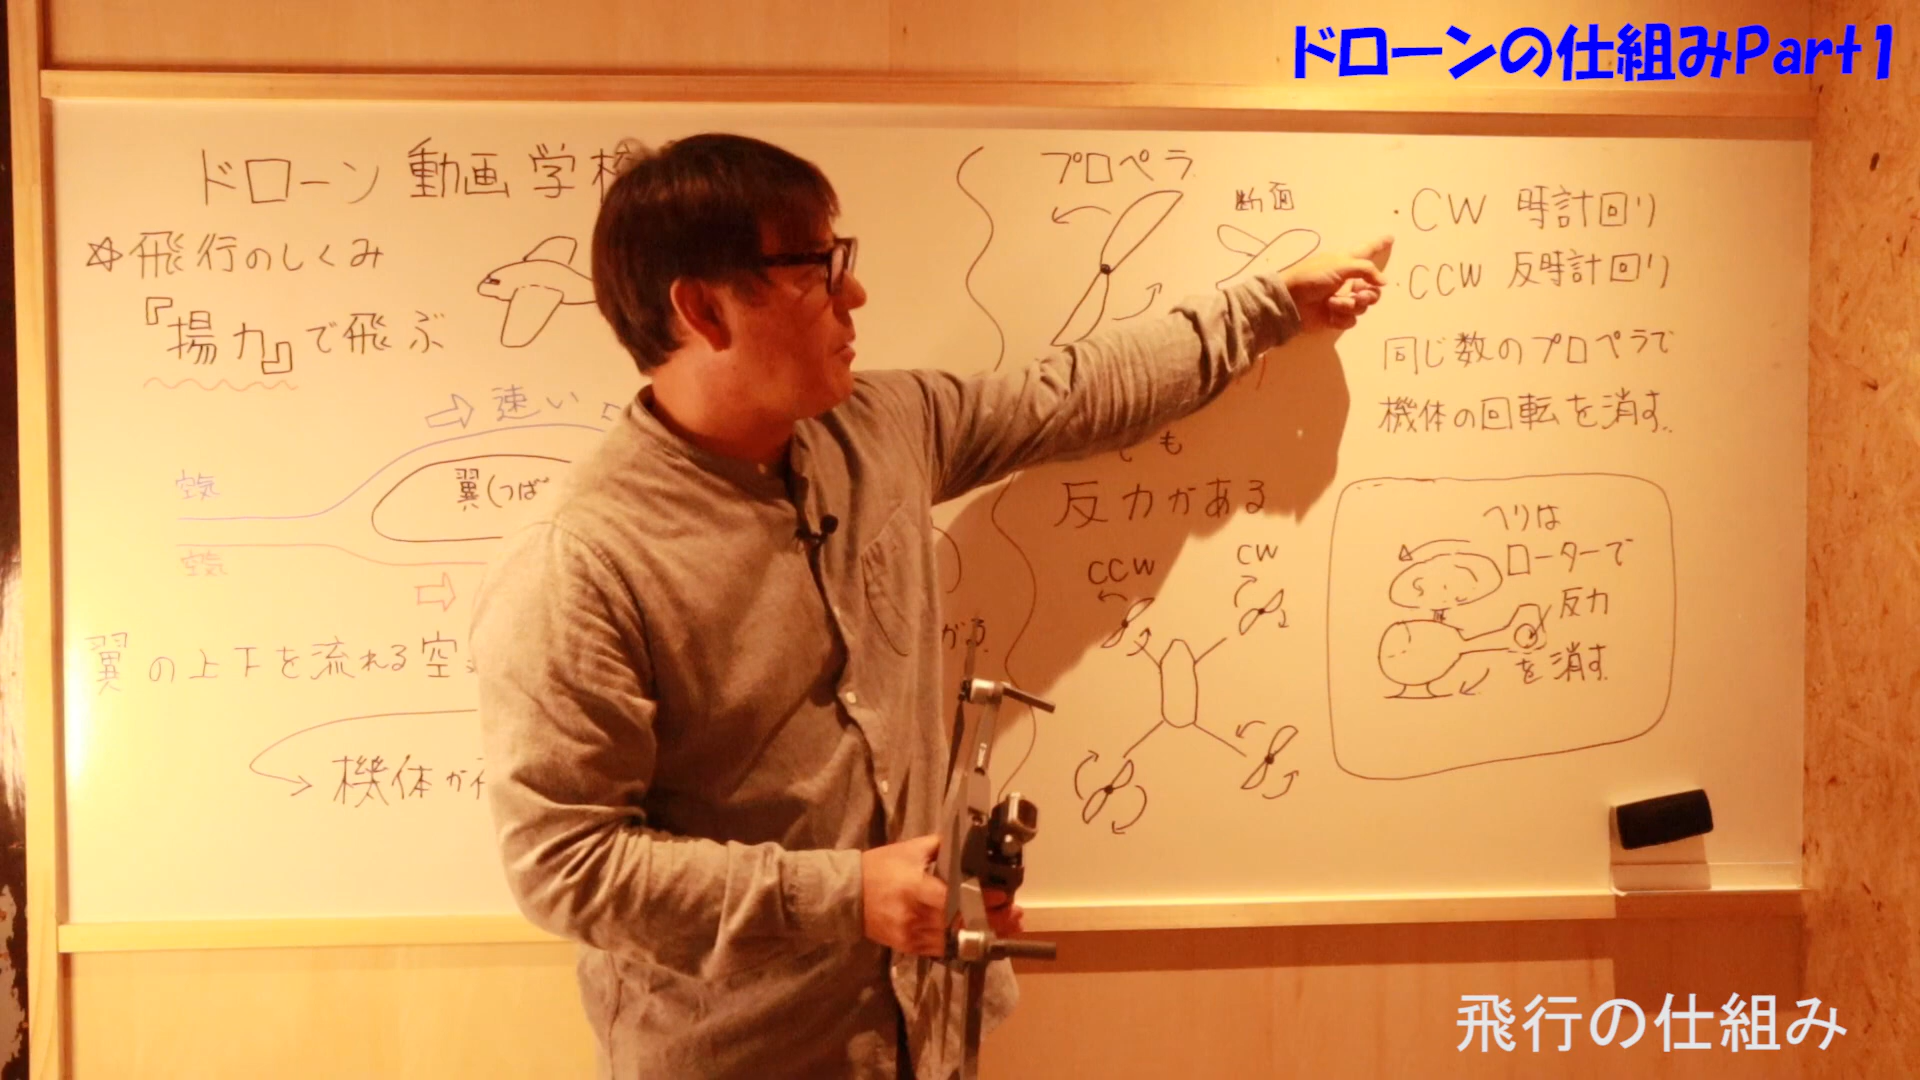 ドローンの仕組みPart1
ドローン 動画学校
☆飛行のしくみ
『揚力』で飛ぶ
速い
空気
翼(つば
空気
翼の上下を流れる空
がる
機体が
プロペラ
断面
も
反力がある
CCW
CW
・CW 時計回り
・CCW 反時計回り
同じ数のプロペラで
機体の回転を消す。
ヘリは
ローターで
反力
を消す。
飛行の仕組み